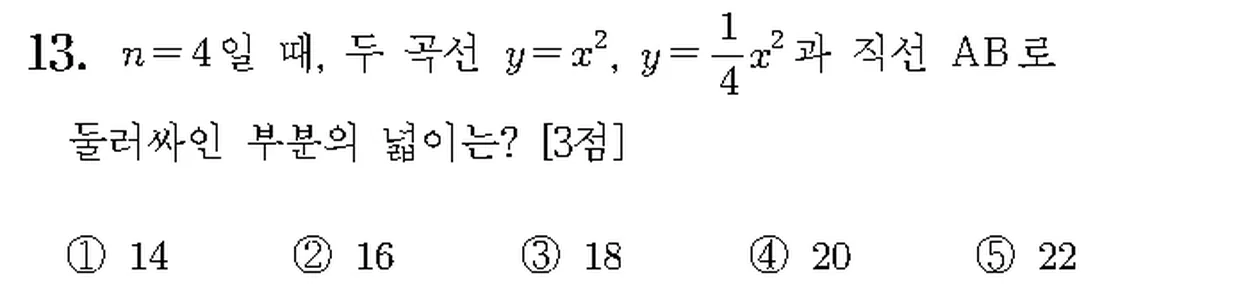 13. n=4일 때, 두 곡선 y=x², y=\frac{1}{4}x²과 직선 AB로
둘러싸인 부분의 넓이는? [3점]
① 14 ② 16 ③ 18 ④ 20 ⑤ 22